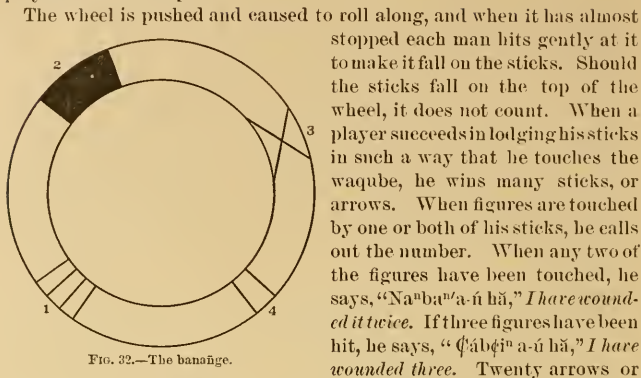 The wheel is pushed and caused to roll along, and when it has almost
stopped each man hits gently at it
to make it fall on the sticks. Should
the sticks fall on the top of the
wheel, it does not count. When a
player succeeds in lodging his sticks
in such a way that he touches the
waqube, he wins many sticks, or
arrows. When figures are touched
by one or both of his sticks, he calls
out the number. When any two of
the figures have been touched, he
says, “Naⁿbaⁿ′a-ú hă,” I have wound-
ed it twice. If three figures have been
hit, he says, “ ₵′áb¢iⁿ a-ú hă,” I have
wounded three. Twenty arrows or
2
3
1
4
FIG. 32.—The banañge.